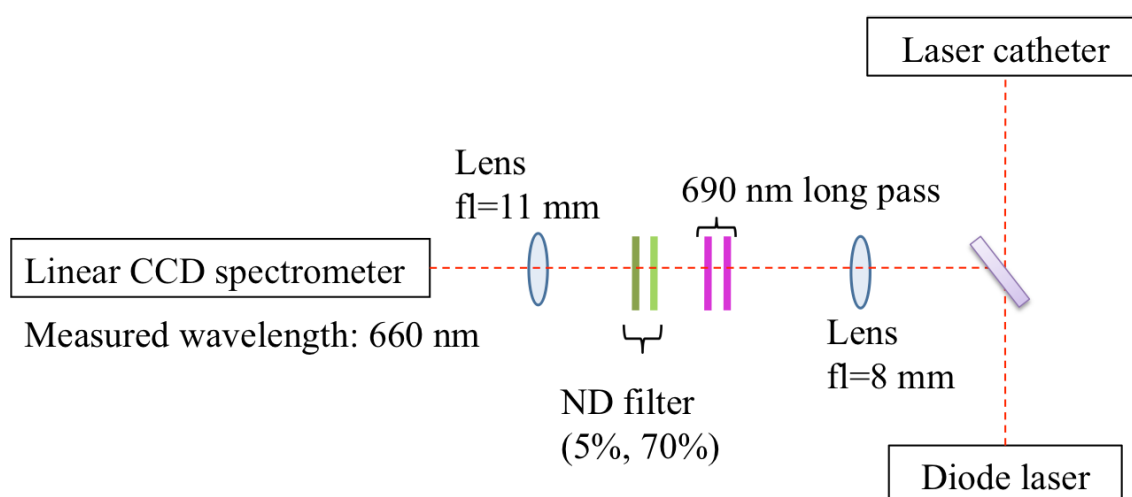 Laser catheter
Lens
fl=11 mm
690 nm long pass
Linear CCD spectrometer
Measured wavelength: 660 nm
Lens
fl=8 mm
ND filter
(5%, 70%)
Diode laser